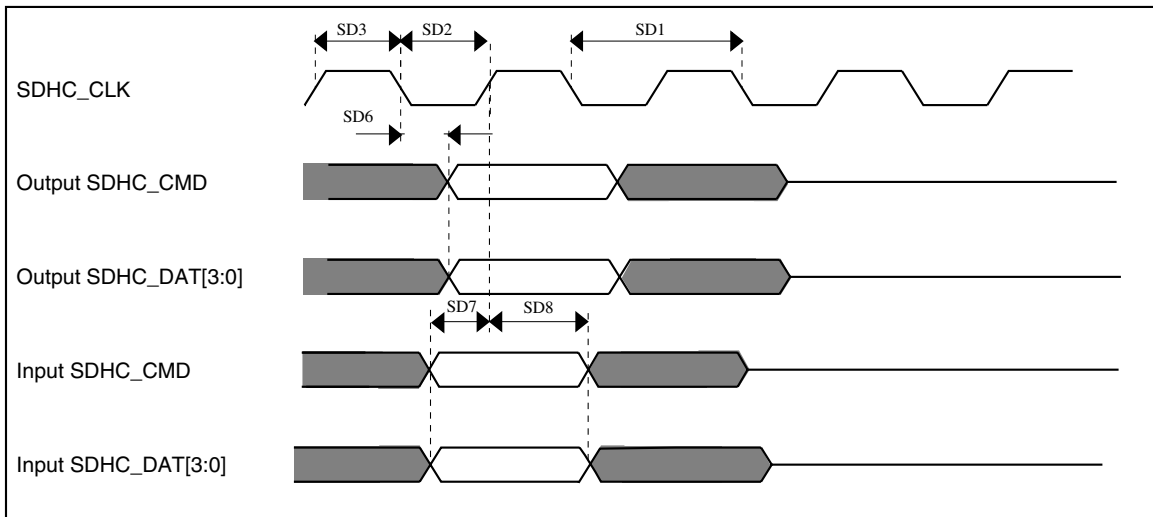 SD3 SD2 SD1
SDHC_CLK
SD6
Output SDHC_CMD
Output SDHC_DAT[3:0]
SD7 SD8
Input SDHC_CMD
Input SDHC_DAT[3:0]